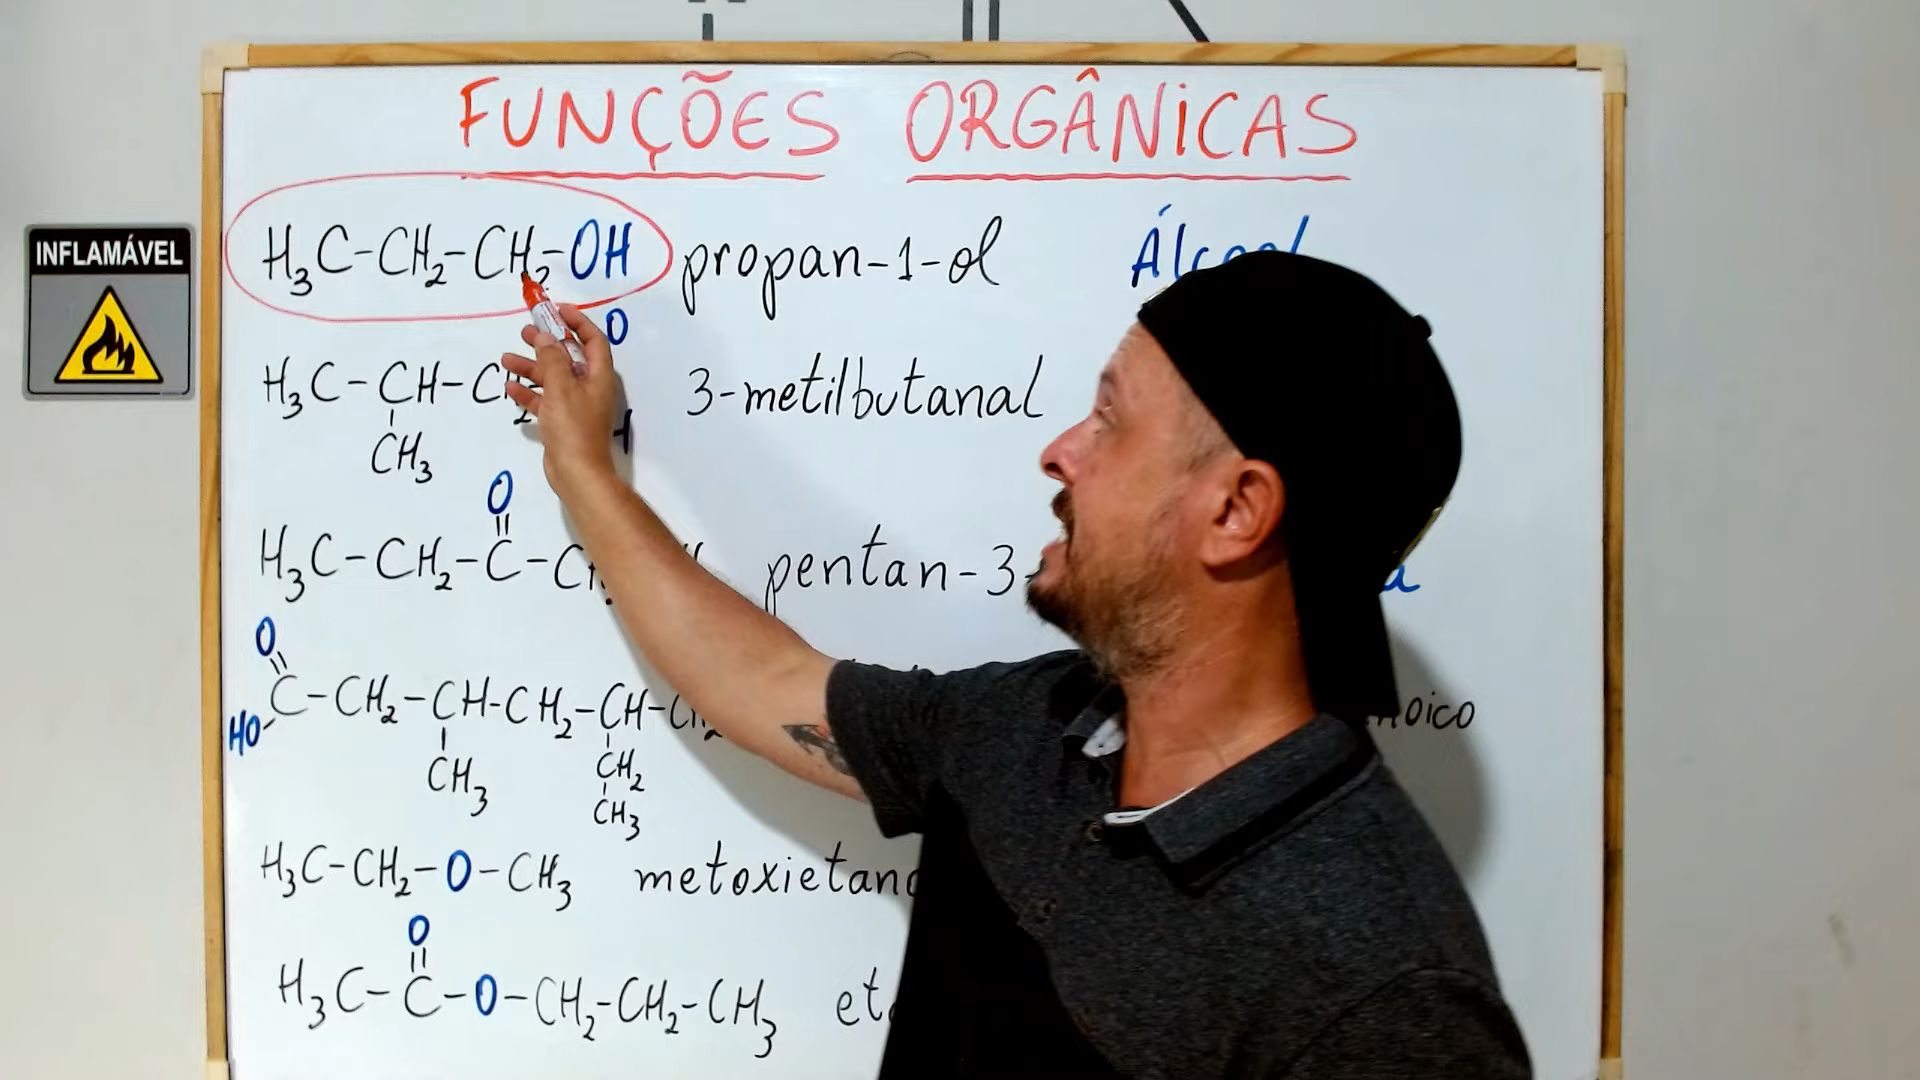 FUNÇÕES ORGÂNICAS
INFLAMÁVEL
H₃C-CH₂-CH₂-OH propan-1-ol Álcool
O
H₃C-CH-CH₂ 3-metilbutanal
CH₃
O
H₃C-CH₂-C- pentan-3-
O
C-CH₂-CH-CH₂-CH- noico
HO
CH₃ CH₂
CH₃
H₃C-CH₂-O-CH₃ metoxietano
O
H₃C-C-O-CH₂-CH₂-CH₃ et